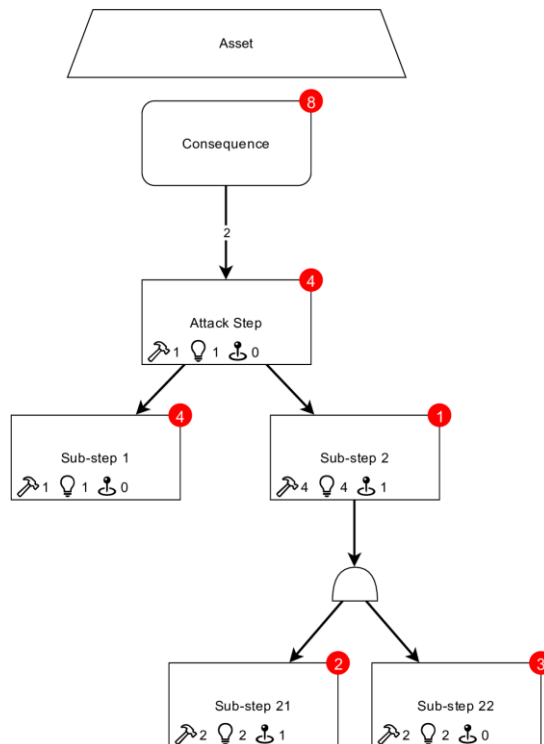 Asset
8
Consequence
2
4
Attack Step
1 1 0
4
1
Sub-step 1
Sub-step 2
1 1 0
4 4 1
2
3
Sub-step 21
Sub-step 22
2 2 1
2 2 0